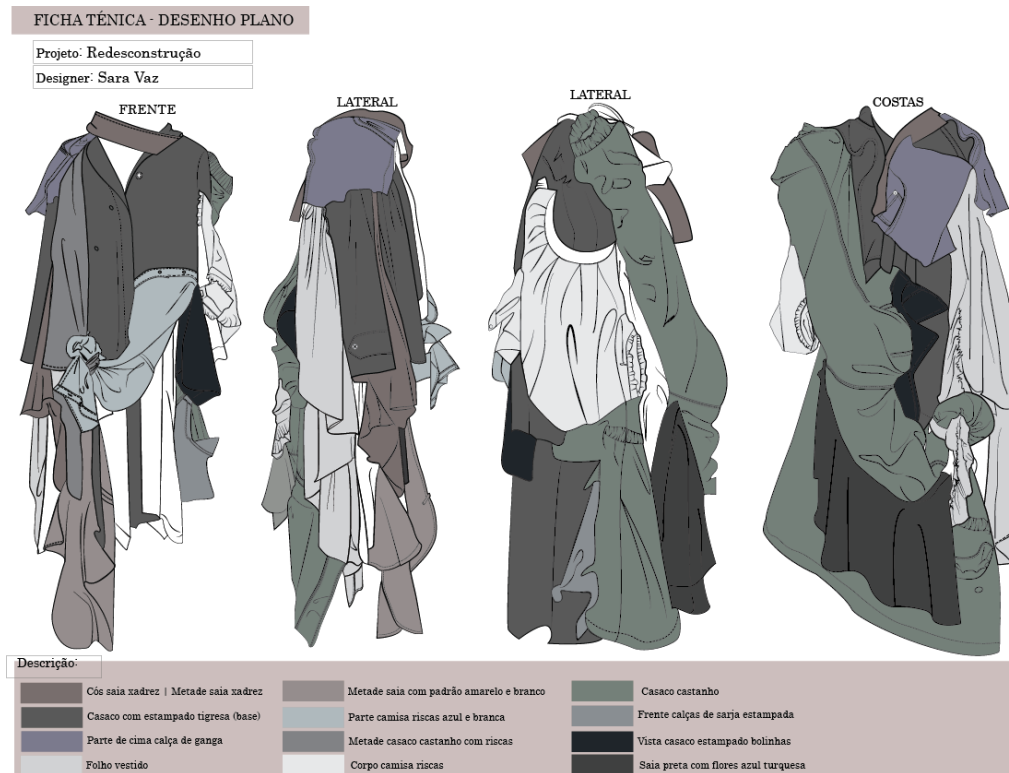 FICHA TÉNICA - DESENHO PLANO
Projeto: Redesconstrução
Designer: Sara Vaz
FRENTE
LATERAL
LATERAL
COSTAS
Descrição:
Cós saia xadrez | Metade saia xadrez
Casaco com estampado tigresa (base)
Parte de cima calça de ganga
Folho vestido
Metade saia com padrão amarelo e branco
Parte camisa riscas azul e branca
Metade casaco castanho com riscas
Corpo camisa riscas
Casaco castanho
Frente calças de sarja estampada
Vista casaco estampado bolinhas
Saia preta com flores azul turquesa